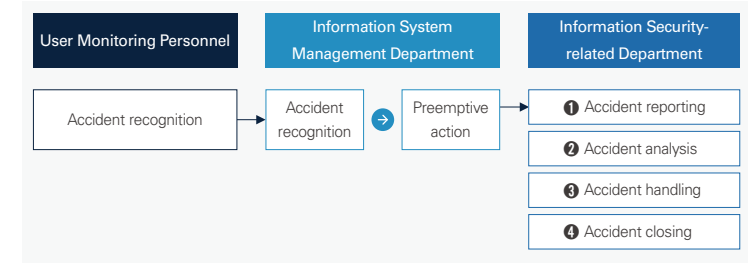 User Monitoring Personnel
Information System
Management Department
Information Security-
related Department
Accident recognition
Accident
recognition
Preemptive
action
❶ Accident reporting
❷ Accident analysis
❸ Accident handling
❹ Accident closing